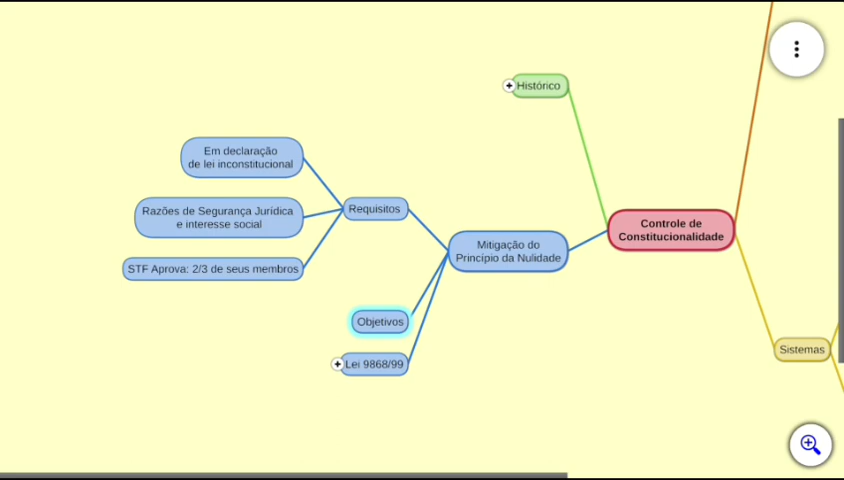 Histórico
Em declaração
de lei inconstitucional
Razões de Segurança Jurídica
e interesse social
Requisitos
STF Aprova: 2/3 de seus membros
Mitigação do
Princípio da Nulidade
Controle de
Constitucionalidade
Objetivos
Lei 9868/99
Sistemas